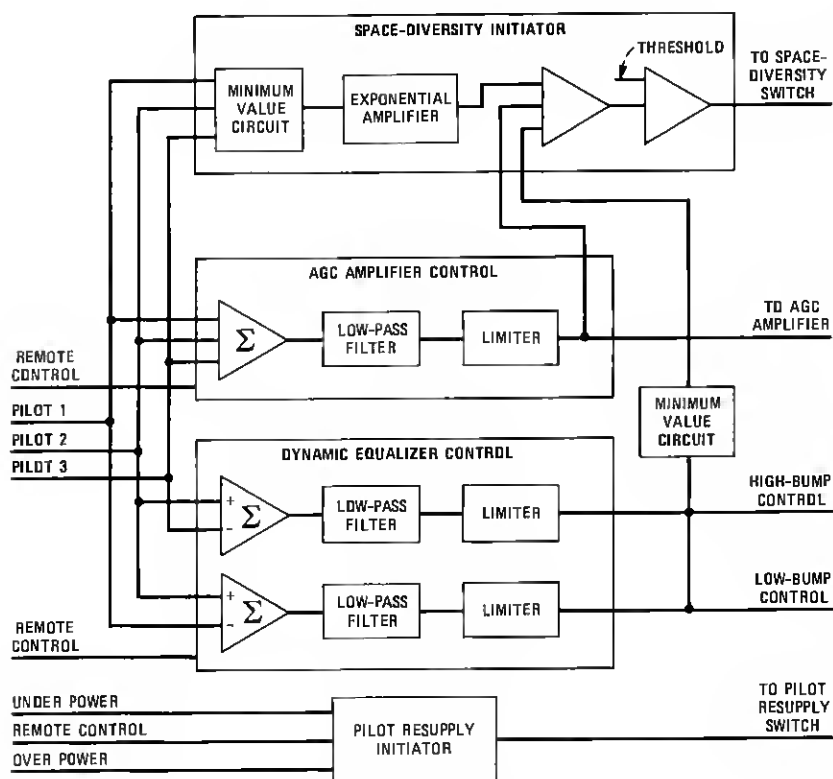 SPACE-DIVERSITY INITIATOR
THRESHOLD
TO SPACE-
DIVERSITY
SWITCH
MINIMUM
VALUE
CIRCUIT
EXPONENTIAL
AMPLIFIER
AGC AMPLIFIER CONTROL
Σ
LOW-PASS
FILTER
LIMITER
TO AGC
AMPLIFIER
REMOTE
CONTROL
PILOT 1
PILOT 2
PILOT 3
MINIMUM
VALUE
CIRCUIT
DYNAMIC EQUALIZER CONTROL
+
-
Σ
LOW-PASS
FILTER
LIMITER
HIGH-BUMP
CONTROL
+
-
Σ
LOW-PASS
FILTER
LIMITER
LOW-BUMP
CONTROL
REMOTE
CONTROL
UNDER POWER
REMOTE CONTROL
OVER POWER
PILOT RESUPPLY
INITIATOR
TO PILOT
RESUPPLY
SWITCH